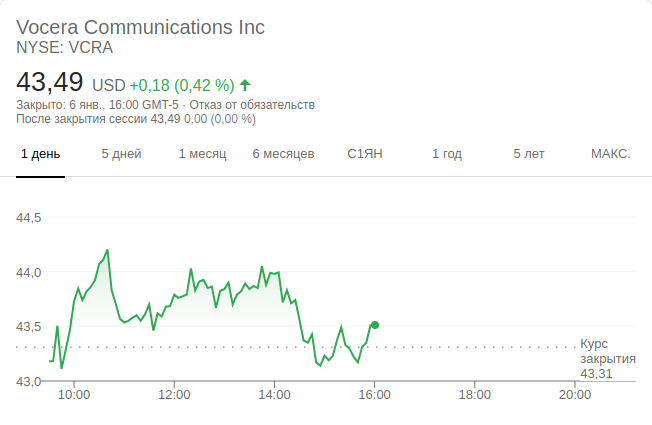 Vocera Communications Inc
NYSE: VCRA
43,49 USD +0,18 (0,42 %)
Закрыто: 6 янв., 16:00 GMT-5 · Отказ от обязательств
После закрытия сессии 43,49 0,00 (0,00 %)
1 день 5 дней 1 месяц 6 месяцев С1ЯН 1 год 5 лет МАКС.
44,5
44,0
43,5
Курс
закрытия
43,31
43,0
10:00 12:00 14:00 16:00 18:00 20:00